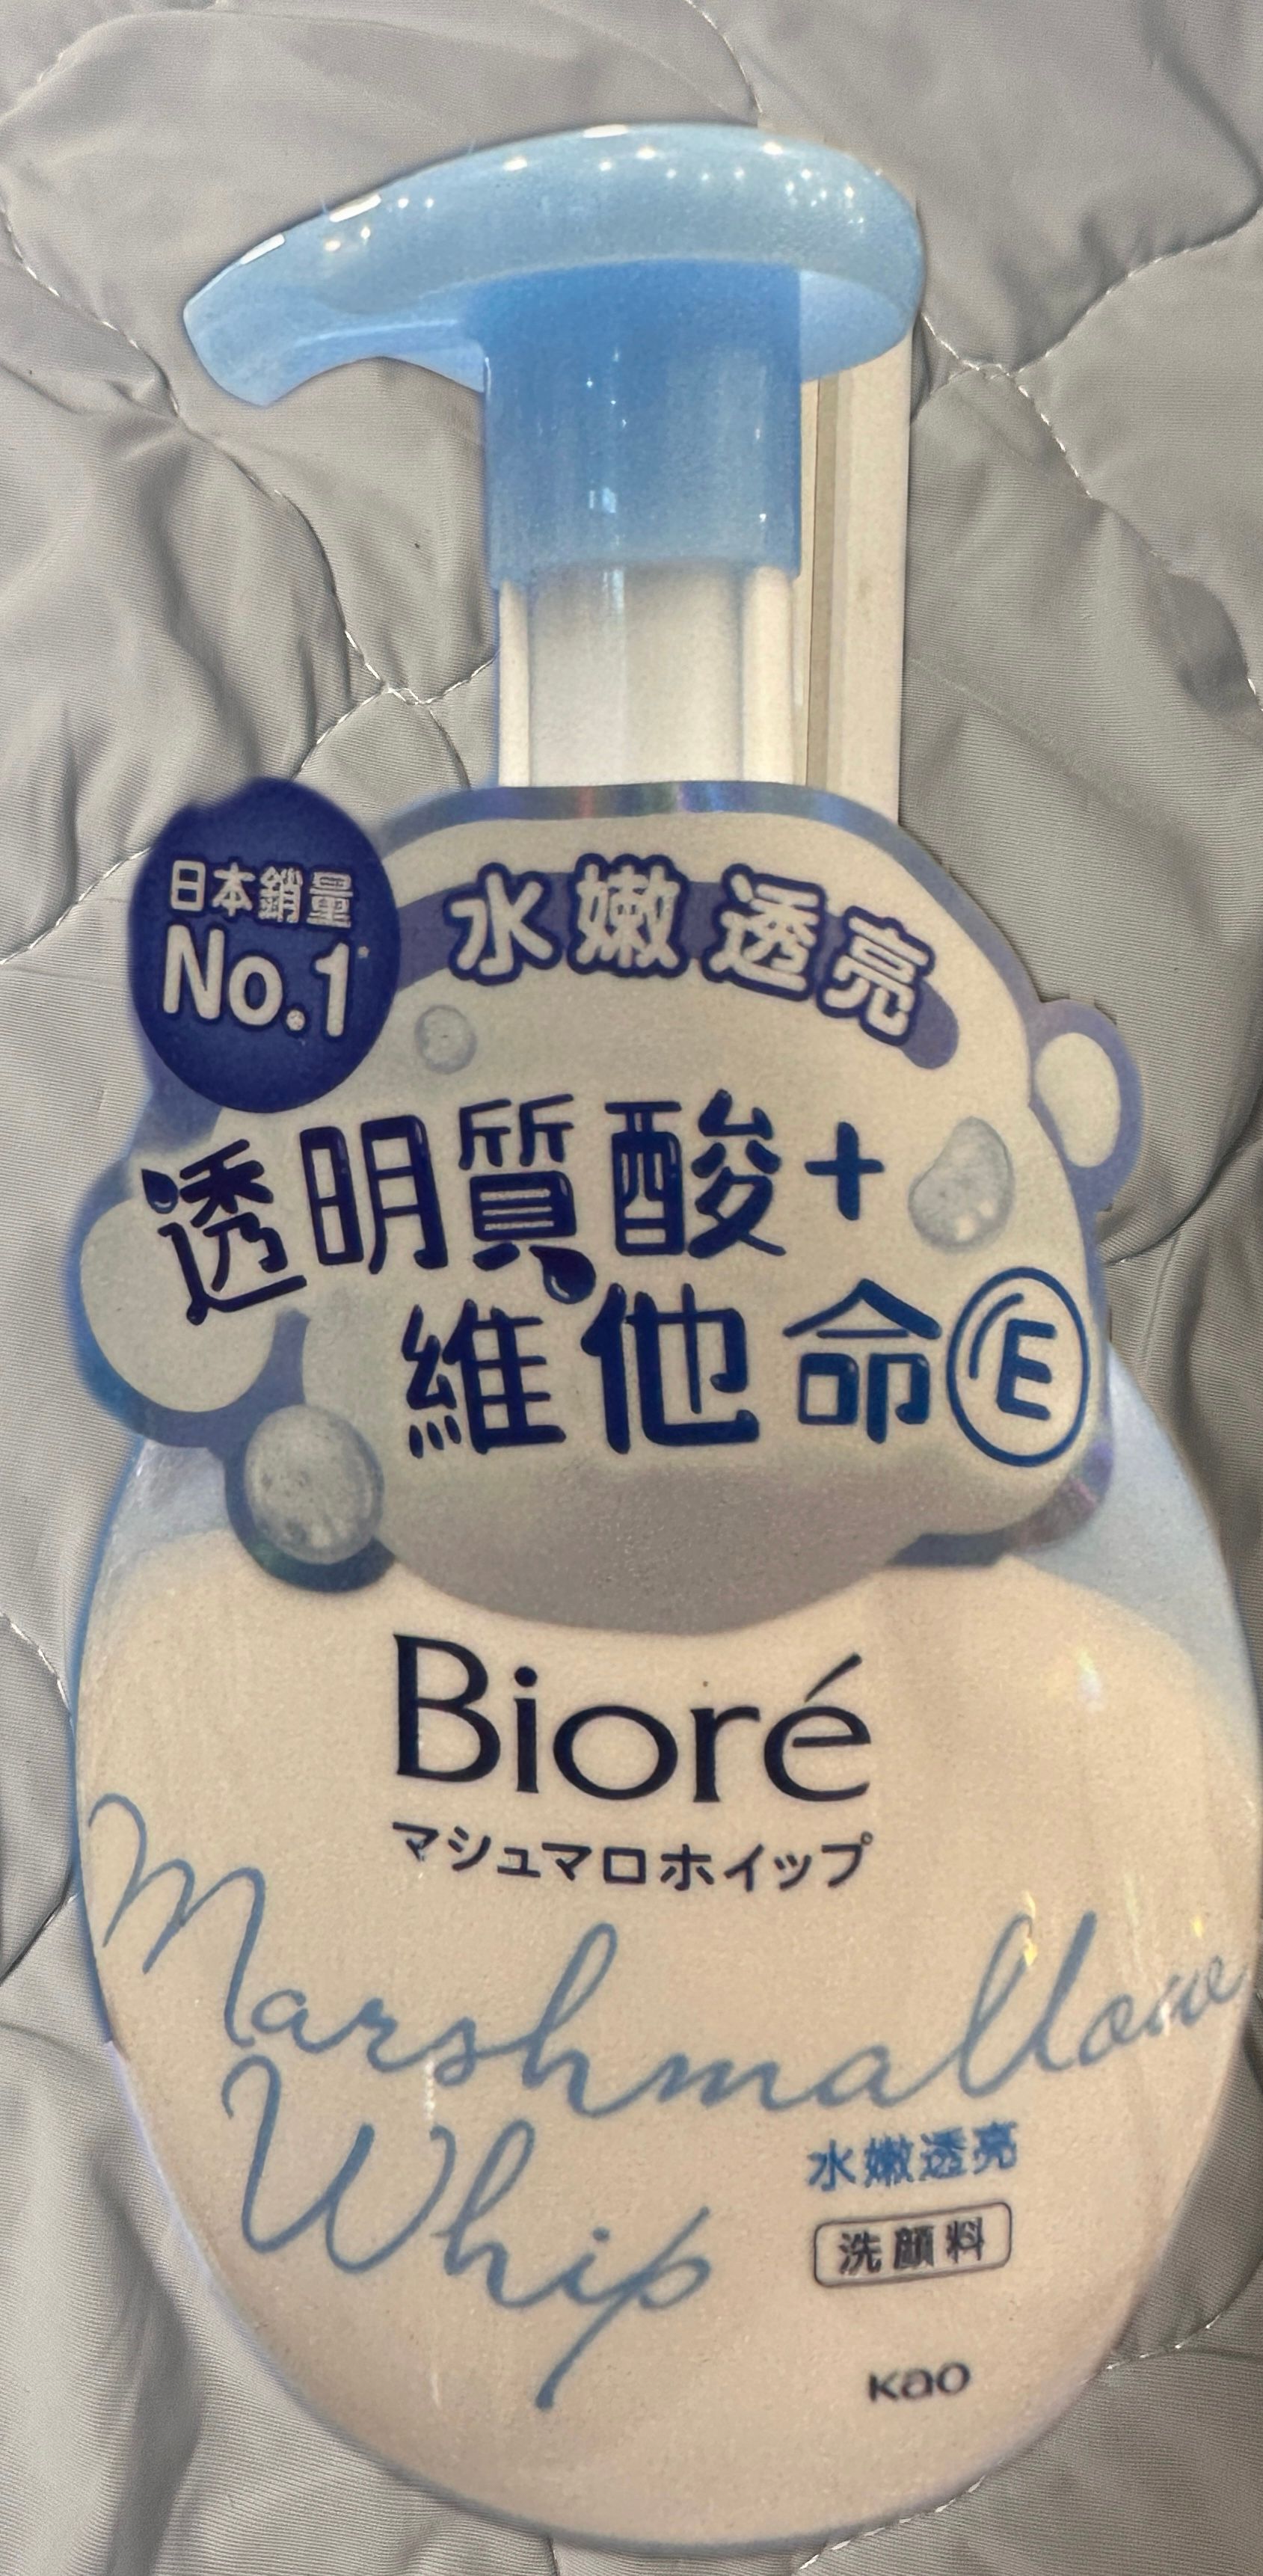 日本銷量
No.1*
水嫩透亮
透明質酸+
維他命E
Bioré
マシュマロホイップ
Marshmallow
Whip
水嫩透亮
洗顔料
Kao